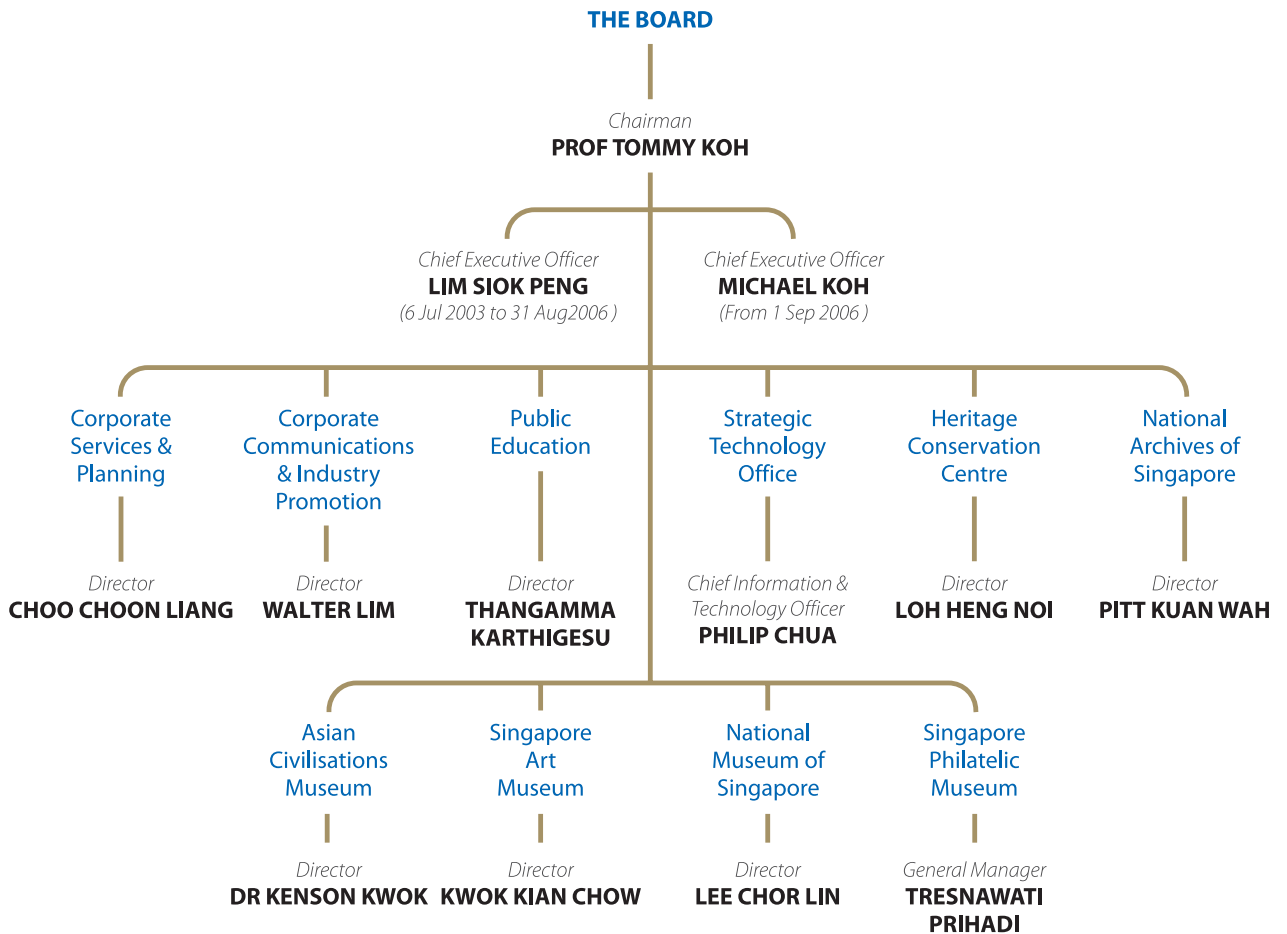 THE BOARD
Chairman
PROF TOMMY KOH
Chief Executive Officer
LIM SIOK PENG
(6 Jul 2003 to 31 Aug2006 )
Chief Executive Officer
MICHAEL KOH
(From 1 Sep 2006 )
Corporate
Services &
Planning
Director
CHOO CHOON LIANG
Corporate
Communications
& Industry
Promotion
Director
WALTER LIM
Public
Education
Director
THANGAMMA
KARTHIGESU
Strategic
Technology
Office
Chief Information &
Technology Officer
PHILIP CHUA
Heritage
Conservation
Centre
Director
LOH HENG NOI
National
Archives of
Singapore
Director
PITT KUAN WAH
Asian
Civilisations
Museum
Director
DR KENSON KWOK
Singapore
Art
Museum
Director
KWOK KIAN CHOW
National
Museum of
Singapore
Director
LEE CHOR LIN
Singapore
Philatelic
Museum
General Manager
TRESNAWATI
PRIHADI